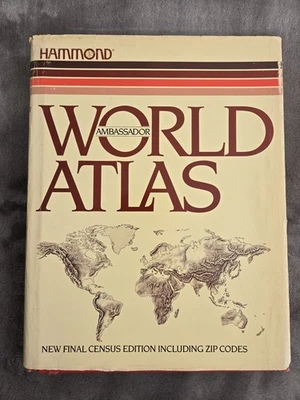 HAMMOND®
WORLD
AMBASSADOR
ATLAS
NEW FINAL CENSUS EDITION INCLUDING ZIP CODES